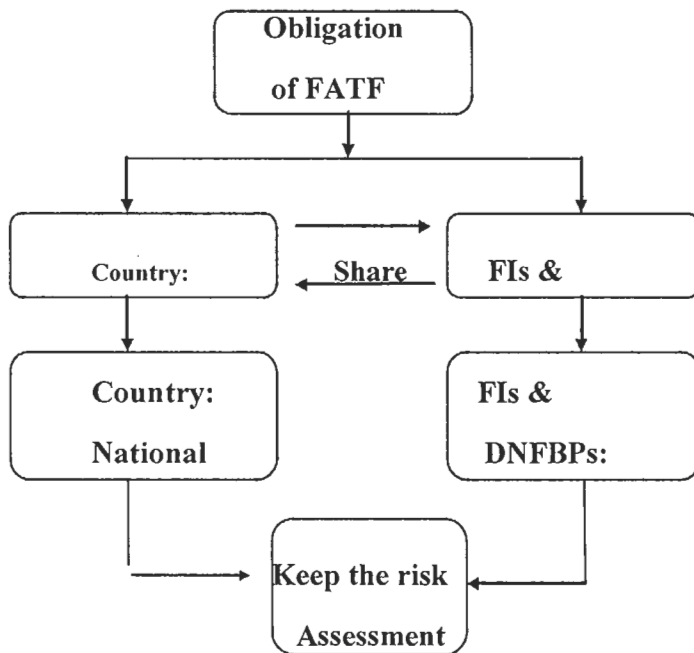 Obligation
of FATF
Country:
Share
FIs &
Country:
National
FIs &
DNFBPs:
Keep the risk
Assessment